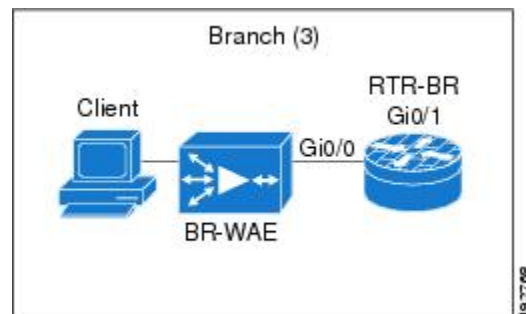 Branch (3)
RTR-BR
Gi0/1
Client
Gi0/0
BR-WAE